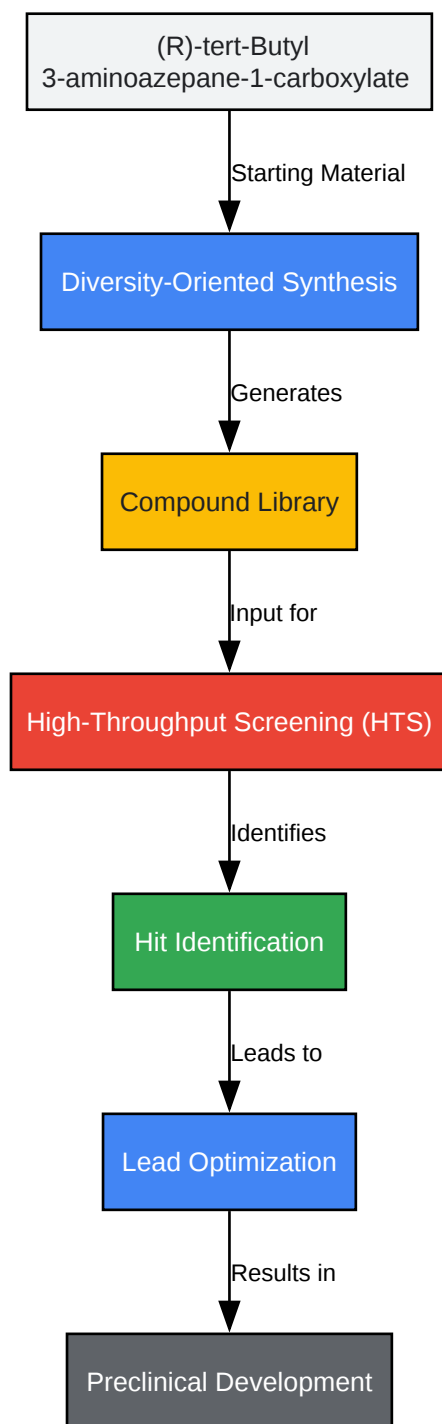 (R)-tert-Butyl
3-aminoazepane-1-carboxylate
Starting Material
Diversity-Oriented Synthesis
Generates
Compound Library
Input for
High-Throughput Screening (HTS)
Identifies
Hit Identification
Leads to
Lead Optimization
Results in
Preclinical Development